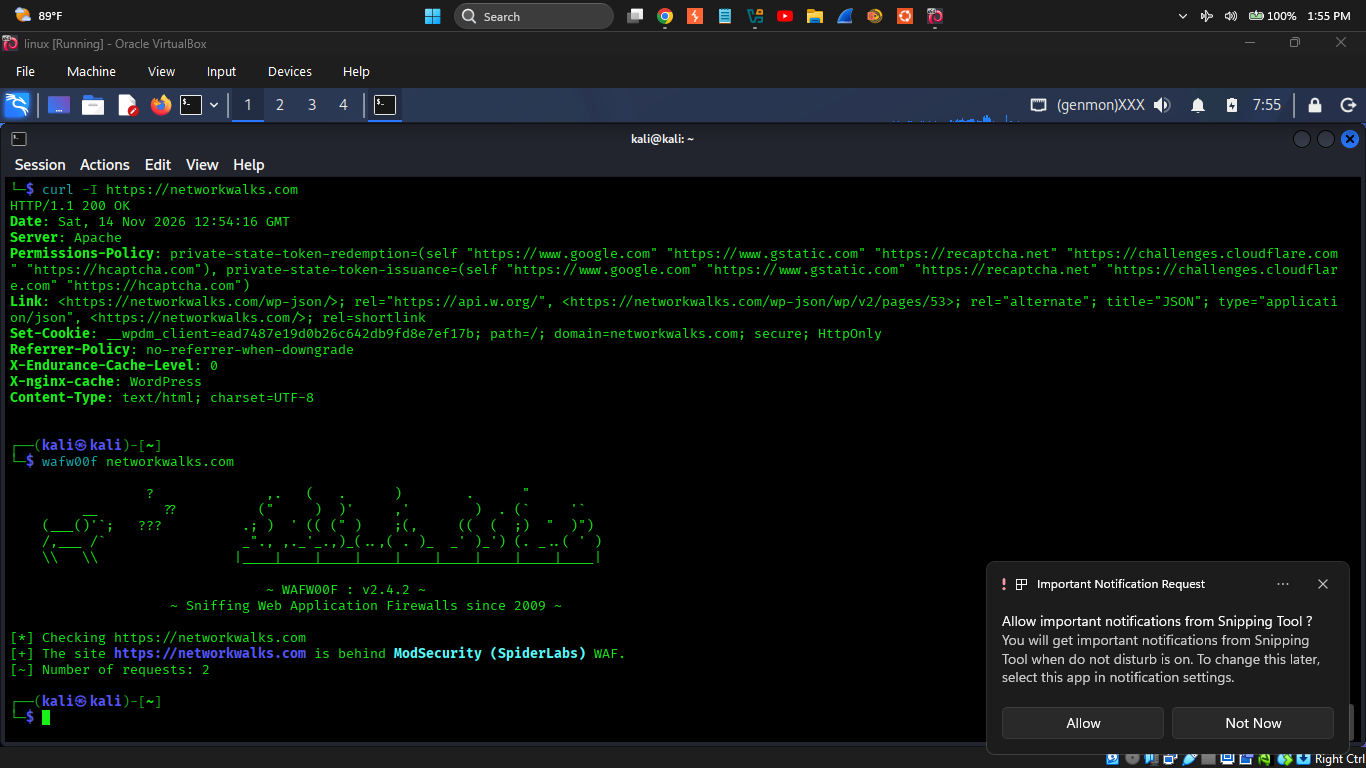 89°F
Search
100%
1:55 PM
linux [Running] - Oracle VirtualBox
File Machine View Input Devices Help
1 2 3 4
(genmon)XXX
7:55
kali@kali: ~
Session Actions Edit View Help
└─$ curl -I https://networkwalks.com
HTTP/1.1 200 OK
Date: Sat, 14 Nov 2026 12:54:16 GMT
Server: Apache
Permissions-Policy: private-state-token-redemption=(self "https://www.google.com" "https://www.gstatic.com" "https://recaptcha.net" "https://challenges.cloudflare.com
" "https://hcaptcha.com"), private-state-token-issuance=(self "https://www.google.com" "https://www.gstatic.com" "https://recaptcha.net" "https://challenges.cloudflar
e.com" "https://hcaptcha.com")
Link: <https://networkwalks.com/wp-json/>; rel="https://api.w.org/", <https://networkwalks.com/wp-json/wp/v2/pages/53>; rel="alternate"; title="JSON"; type="applicati
on/json", <https://networkwalks.com/>; rel=shortlink
Set-Cookie: __wpdm_client=ead7487e19d0b26c642db9fd8e7ef17b; path=/; domain=networkwalks.com; secure; HttpOnly
Referrer-Policy: no-referrer-when-downgrade
X-Endurance-Cache-Level: 0
X-nginx-cache: WordPress
Content-Type: text/html; charset=UTF-8
┌──(kali㉿kali)-[~]
└─$ wafw00f networkwalks.com
~ WAFW00F : v2.4.2 ~
~ Sniffing Web Application Firewalls since 2009 ~
[*] Checking https://networkwalks.com
[+] The site https://networkwalks.com is behind ModSecurity (SpiderLabs) WAF.
[~] Number of requests: 2
┌──(kali㉿kali)-[~]
└─$
Important Notification Request
Allow important notifications from Snipping Tool ?
You will get important notifications from Snipping
Tool when do not disturb is on. To change this later,
select this app in notification settings.
Allow
Not Now
Right Ctrl